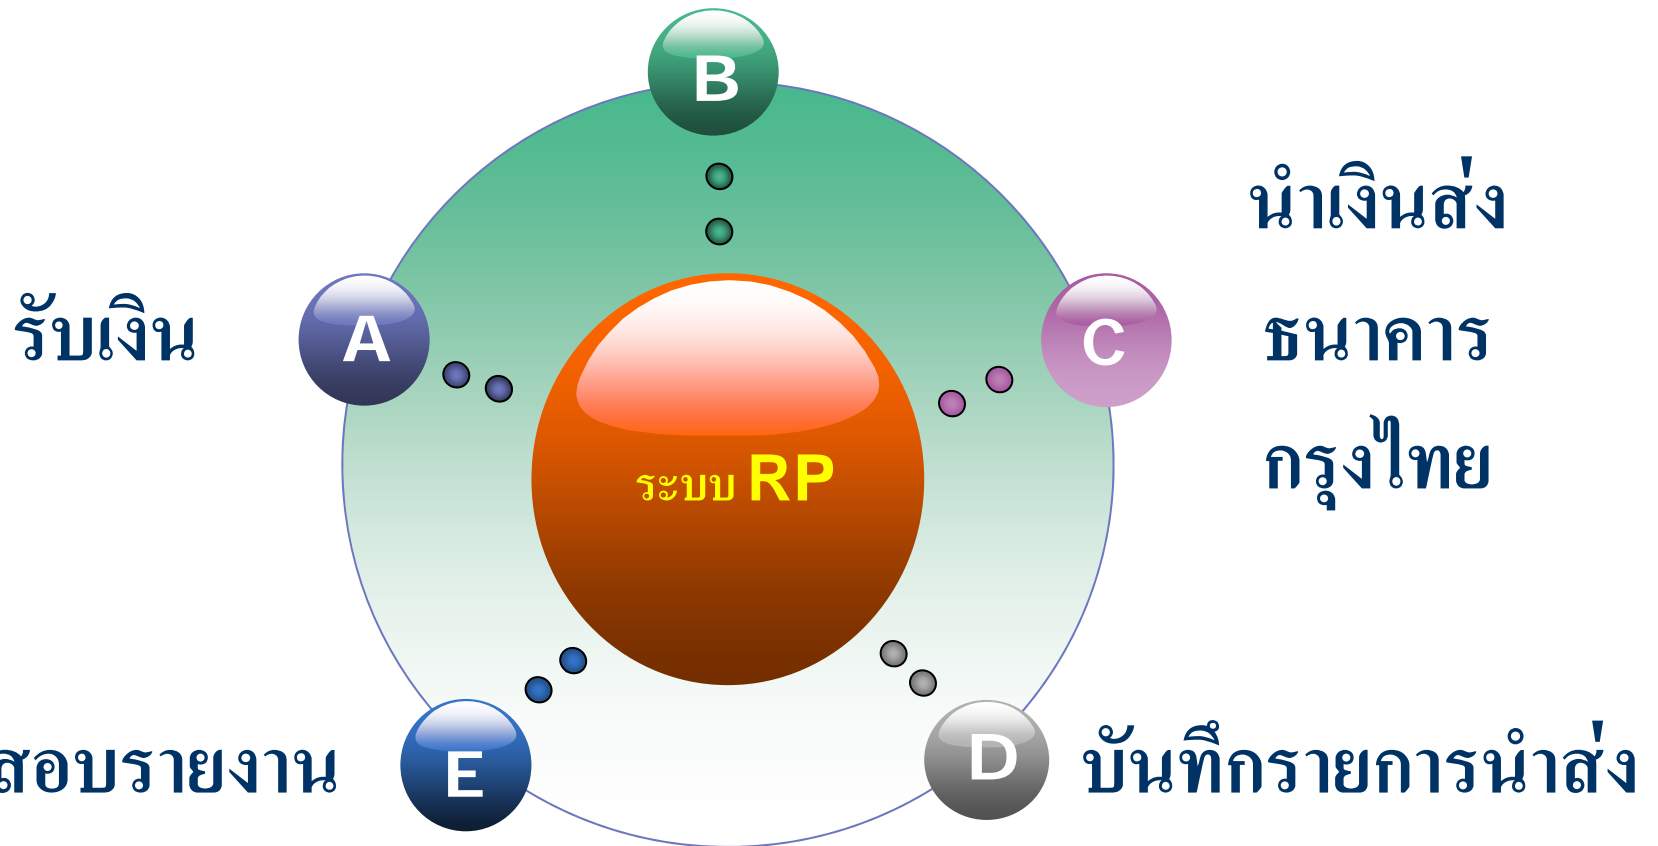 B
นำเงินส่ง
รับเงิน
A
C
ธนาคาร
กรุงไทย
ระบบ RP
สอบรายงาน
E
D
บันทึกรายการนำส่ง